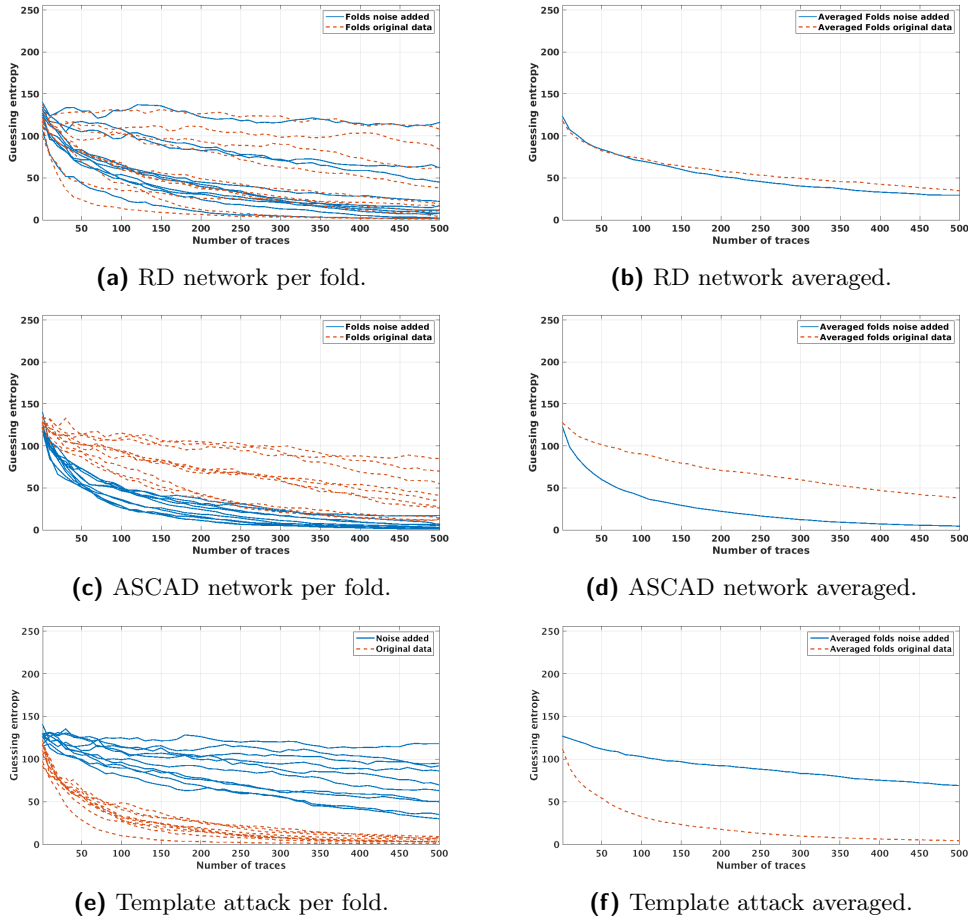 Folds noise added
Folds original data
Guessing entropy
250
200
150
100
50
0
50 100 150 200 250 300 350 400 450 500
Number of traces
(a) RD network per fold.
Averaged Folds noise added
Averaged Folds original data
Guessing entropy
250
200
150
100
50
0
50 100 150 200 250 300 350 400 450 500
Number of traces
(b) RD network averaged.
Folds noise added
Folds original data
Guessing entropy
250
200
150
100
50
0
50 100 150 200 250 300 350 400 450 500
Number of traces
(c) ASCAD network per fold.
Averaged folds noise added
Averaged folds original data
Guessing entropy
250
200
150
100
50
0
50 100 150 200 250 300 350 400 450 500
Number of traces
(d) ASCAD network averaged.
Noise added
Original data
Guessing entropy
250
200
150
100
50
0
50 100 150 200 250 300 350 400 450 500
Number of traces
(e) Template attack per fold.
Averaged folds noise added
Averaged folds original data
Guessing entropy
250
200
150
100
50
0
50 100 150 200 250 300 350 400 450 500
Number of traces
(f) Template attack averaged.